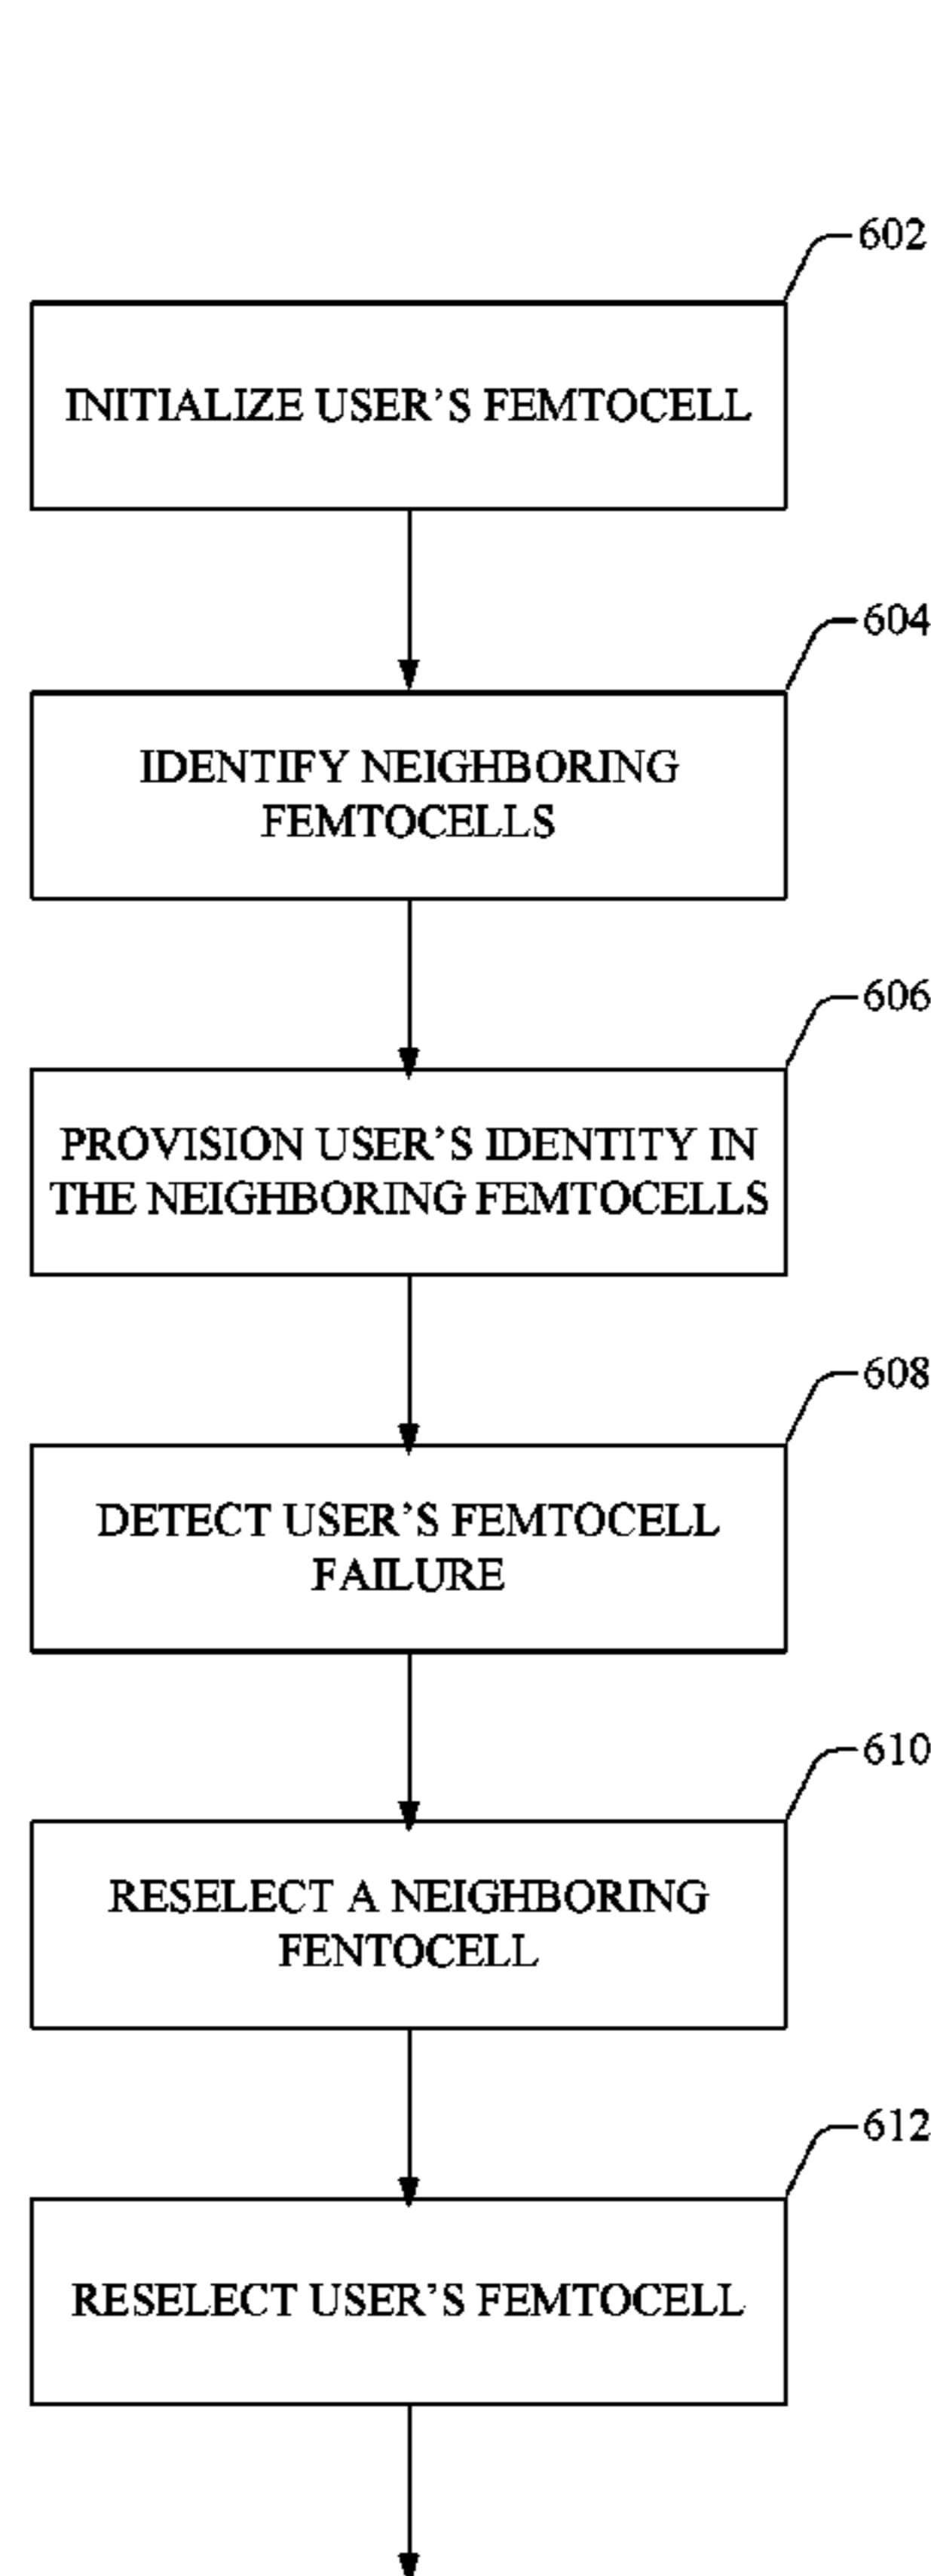 602
INITIALIZE USER'S FEMTOCELL
604
IDENTIFY NEIGHBORING
FEMTOCELLS
606
PROVISION USER'S IDENTITY IN
THE NEIGHBORING FEMTOCELLS
608
DETECT USER'S FEMTOCELL
FAILURE
610
RESELECT A NEIGHBORING
FENTOCELL
612
RESELECT USER'S FEMTOCELL